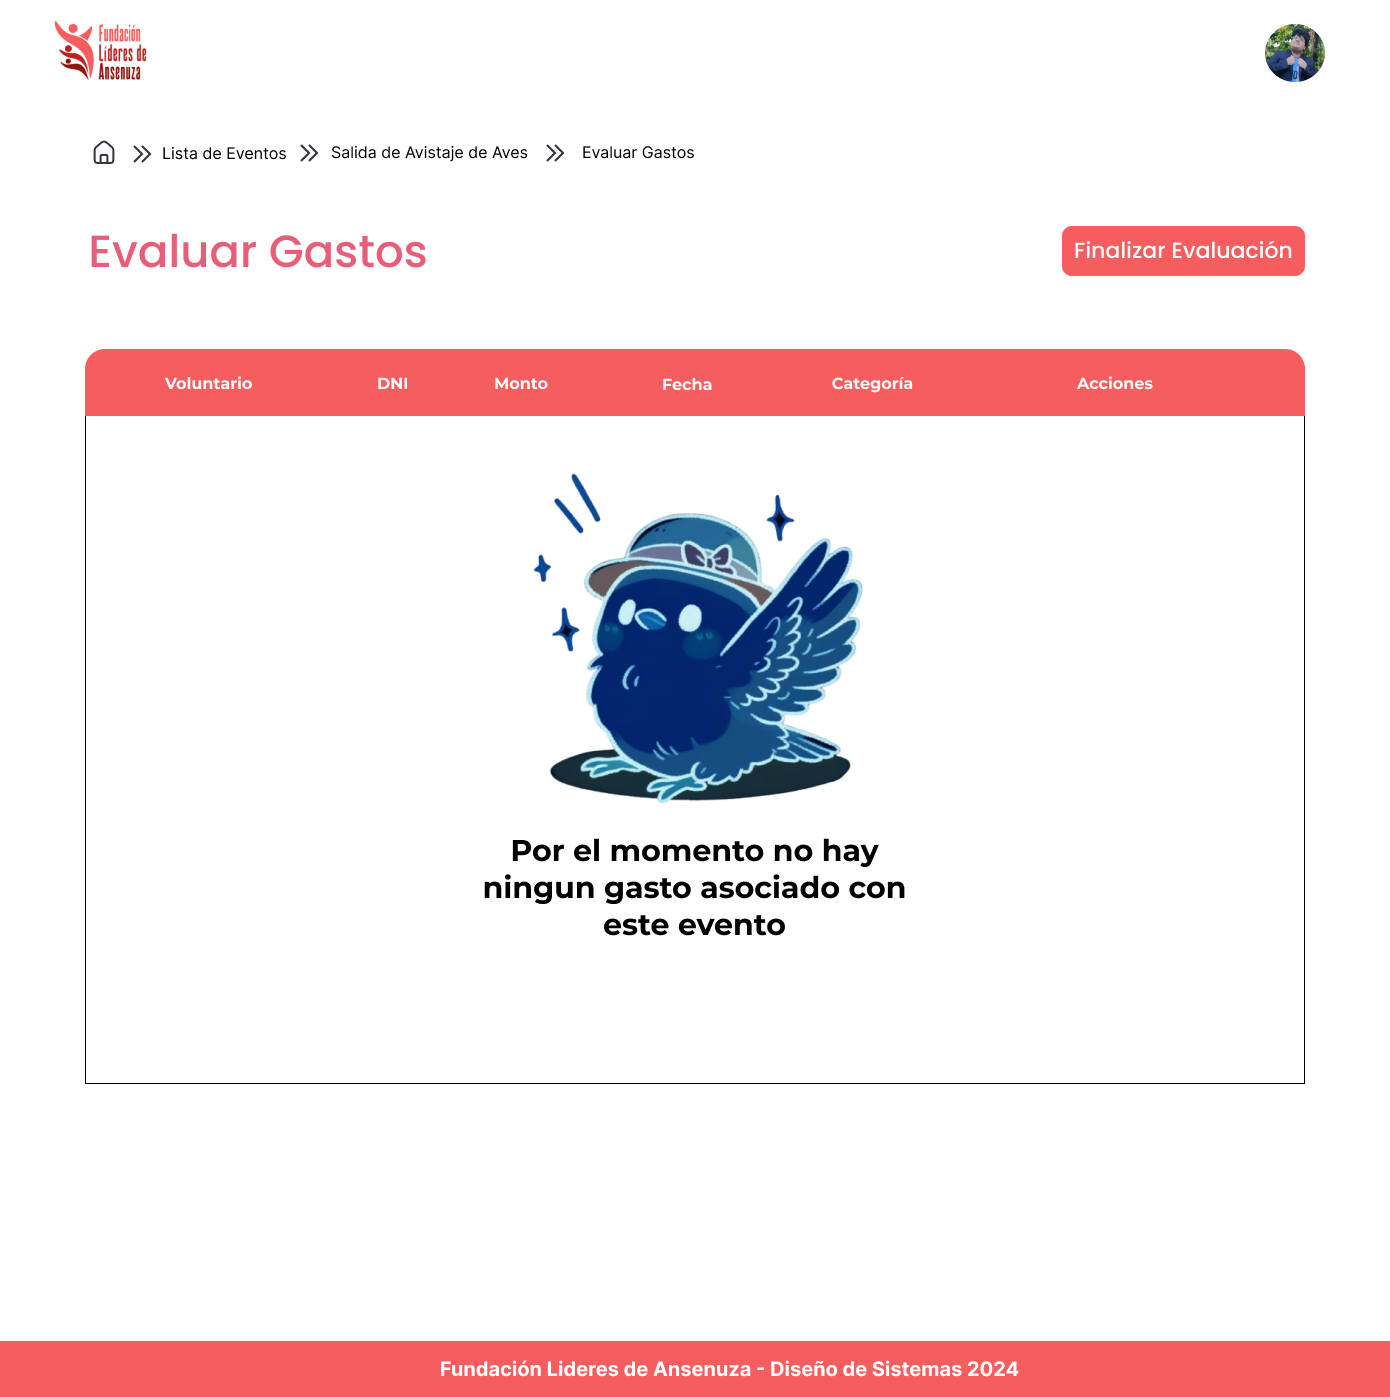 Fundación
Líderes de
Ansenuza
Lista de Eventos
Salida de Avistaje de Aves
Evaluar Gastos
Evaluar Gastos
Finalizar Evaluación
Voluntario DNI Monto Fecha Categoría Acciones
Por el momento no hay
ningun gasto asociado con
este evento
Fundación Lideres de Ansenuza - Diseño de Sistemas 2024